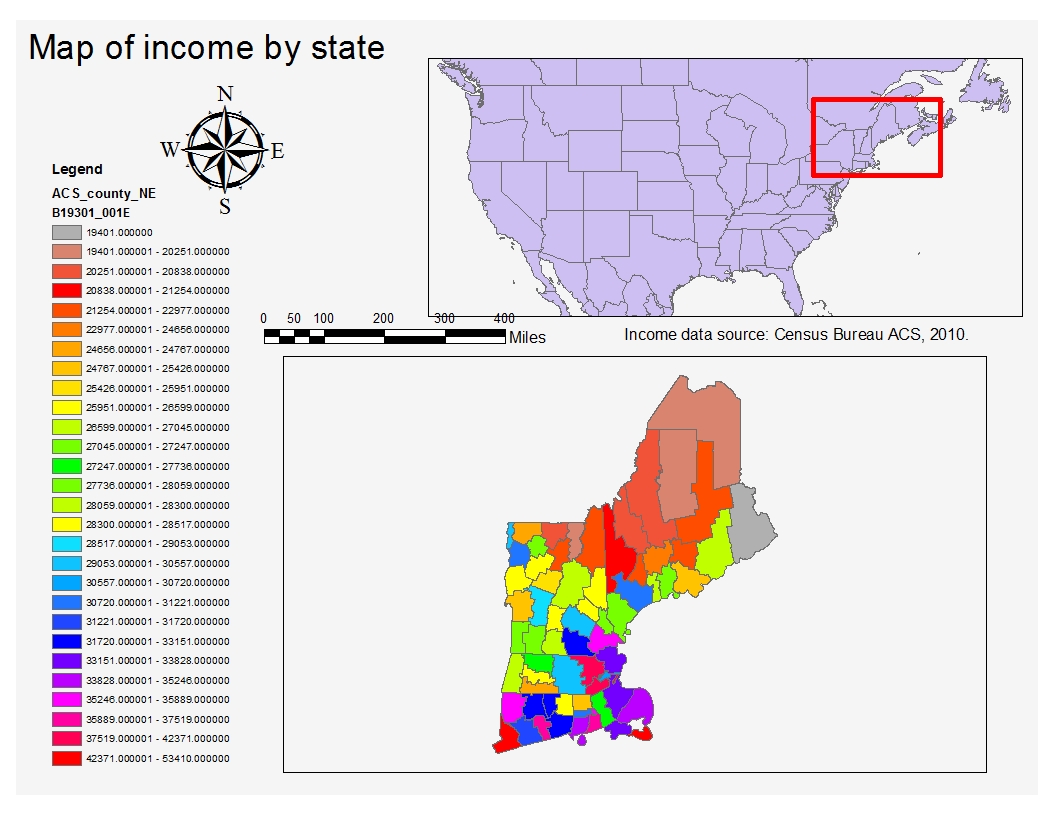 Map of income by state
N
W E
S
Legend
ACS_county_NE
B19301_001E
19401.000000
19401.000001 - 20251.000000
20251.000001 - 20838.000000
20838.000001 - 21254.000000
21254.000001 - 22977.000000
22977.000001 - 24656.000000
24656.000001 - 24767.000000
24767.000001 - 25426.000000
25426.000001 - 25951.000000
25951.000001 - 26599.000000
26599.000001 - 27045.000000
27045.000001 - 27247.000000
27247.000001 - 27736.000000
27736.000001 - 28059.000000
28059.000001 - 28300.000000
28300.000001 - 28517.000000
28517.000001 - 29053.000000
29053.000001 - 30557.000000
30557.000001 - 30720.000000
30720.000001 - 31221.000000
31221.000001 - 31720.000000
31720.000001 - 33151.000000
33151.000001 - 33828.000000
33828.000001 - 35246.000000
35246.000001 - 35889.000000
35889.000001 - 37519.000000
37519.000001 - 42371.000000
42371.000001 - 53410.000000
0 50 100 200 300 400
Miles
Income data source: Census Bureau ACS, 2010.